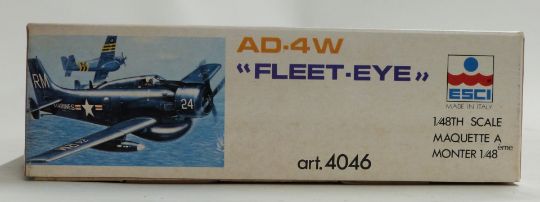 AD-4W
“FLEET-EYE”
art. 4046
ESCI
MADE IN ITALY
1/48TH SCALE
MAQUETTE A
MONTER 1/48ème
RM
MARINES
24